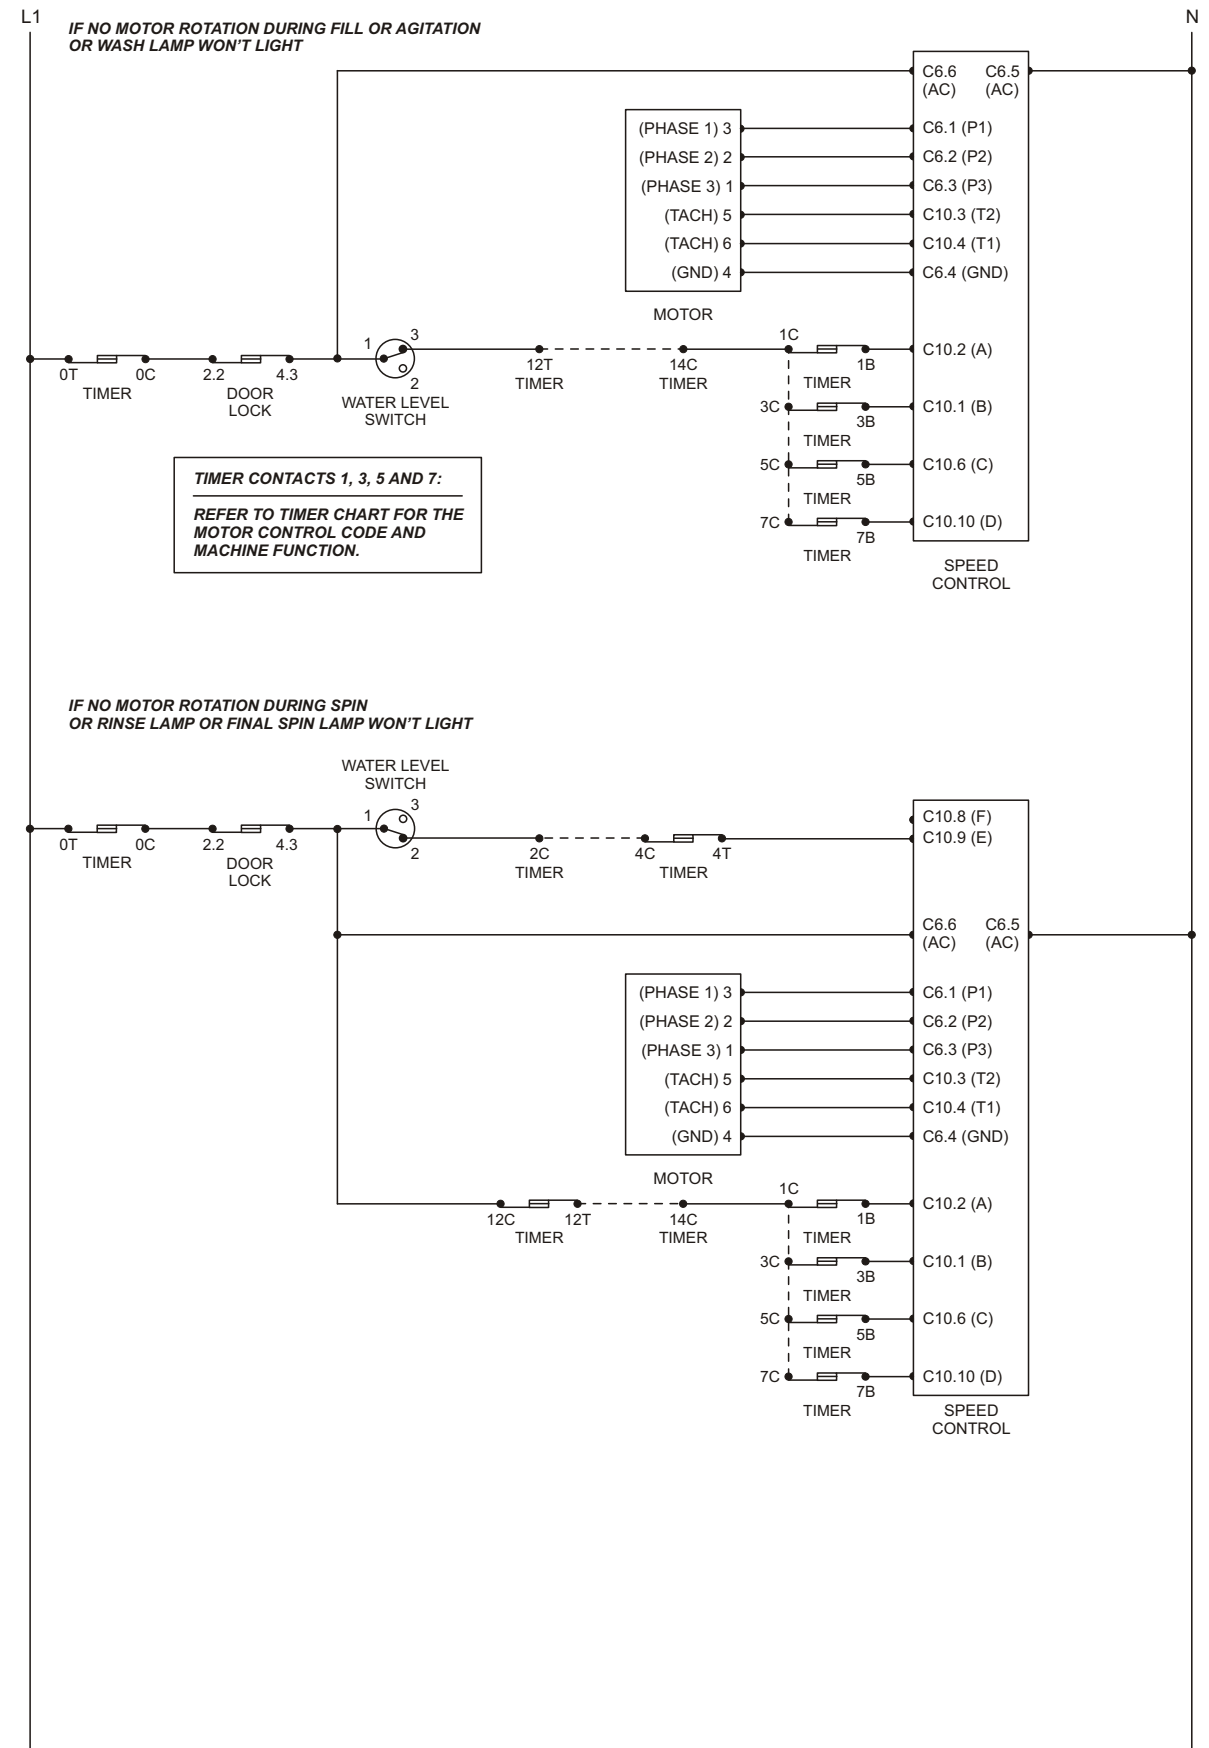 L1
N
IF NO MOTOR ROTATION DURING FILL OR AGITATION
OR WASH LAMP WON'T LIGHT
C6.6 C6.5
(AC) (AC)
(PHASE 1) 3 C6.1 (P1)
(PHASE 2) 2 C6.2 (P2)
(PHASE 3) 1 C6.3 (P3)
(TACH) 5 C10.3 (T2)
(TACH) 6 C10.4 (T1)
(GND) 4 C6.4 (GND)
MOTOR
0T 0C
TIMER
2.2 4.3
DOOR
LOCK
1 3
2
WATER LEVEL
SWITCH
12T
TIMER
14C
TIMER
1C 1B C10.2 (A)
TIMER
3C 3B C10.1 (B)
TIMER
5C 5B C10.6 (C)
TIMER
7C 7B C10.10 (D)
TIMER
SPEED
CONTROL
TIMER CONTACTS 1, 3, 5 AND 7:
REFER TO TIMER CHART FOR THE
MOTOR CONTROL CODE AND
MACHINE FUNCTION.
IF NO MOTOR ROTATION DURING SPIN
OR RINSE LAMP OR FINAL SPIN LAMP WON'T LIGHT
WATER LEVEL
SWITCH
1 3
2
0T 0C
TIMER
2.2 4.3
DOOR
LOCK
2C
TIMER
4C 4T
TIMER
C10.8 (F)
C10.9 (E)
C6.6 C6.5
(AC) (AC)
(PHASE 1) 3 C6.1 (P1)
(PHASE 2) 2 C6.2 (P2)
(PHASE 3) 1 C6.3 (P3)
(TACH) 5 C10.3 (T2)
(TACH) 6 C10.4 (T1)
(GND) 4 C6.4 (GND)
MOTOR
12C 12T
TIMER
14C
TIMER
1C 1B C10.2 (A)
TIMER
3C 3B C10.1 (B)
TIMER
5C 5B C10.6 (C)
TIMER
7C 7B C10.10 (D)
TIMER
SPEED
CONTROL